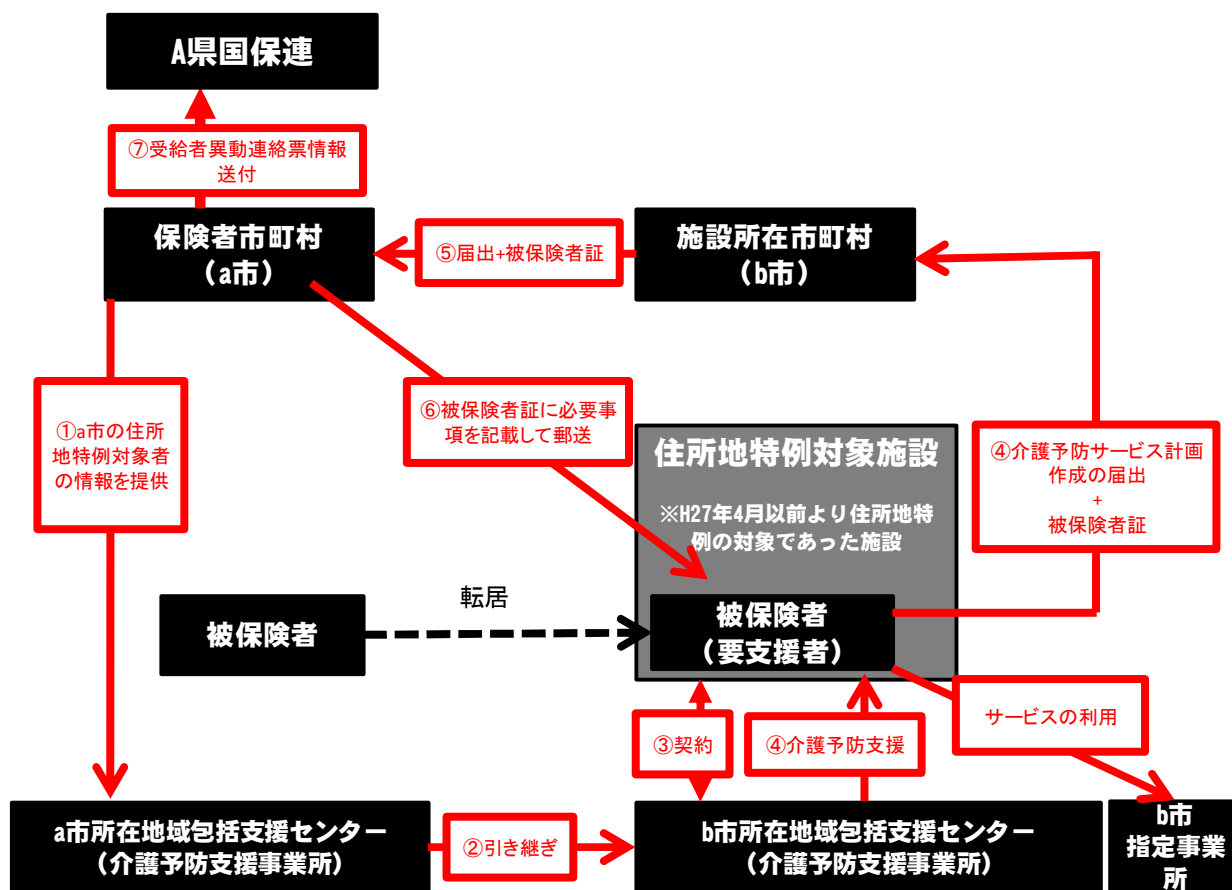 A県国保連
⑦受給者異動連絡票情報
送付
保険者市町村
（a市）
⑤届出+被保険者証
施設所在市町村
（b市）
①a市の住所
地特例対象者
の情報を提供
⑥被保険者証に必要事
項を記載して郵送
住所地特例対象施設
※H27年4月以前より住所地特
例の対象であった施設
④介護予防サービス計画
作成の届出
+
被保険者証
被保険者
転居
被保険者
（要支援者）
③契約
④介護予防支援
サービスの利用
a市所在地域包括支援センター
（介護予防支援事業所）
②引き継ぎ
b市所在地域包括支援センター
（介護予防支援事業所）
b市
指定事業
所